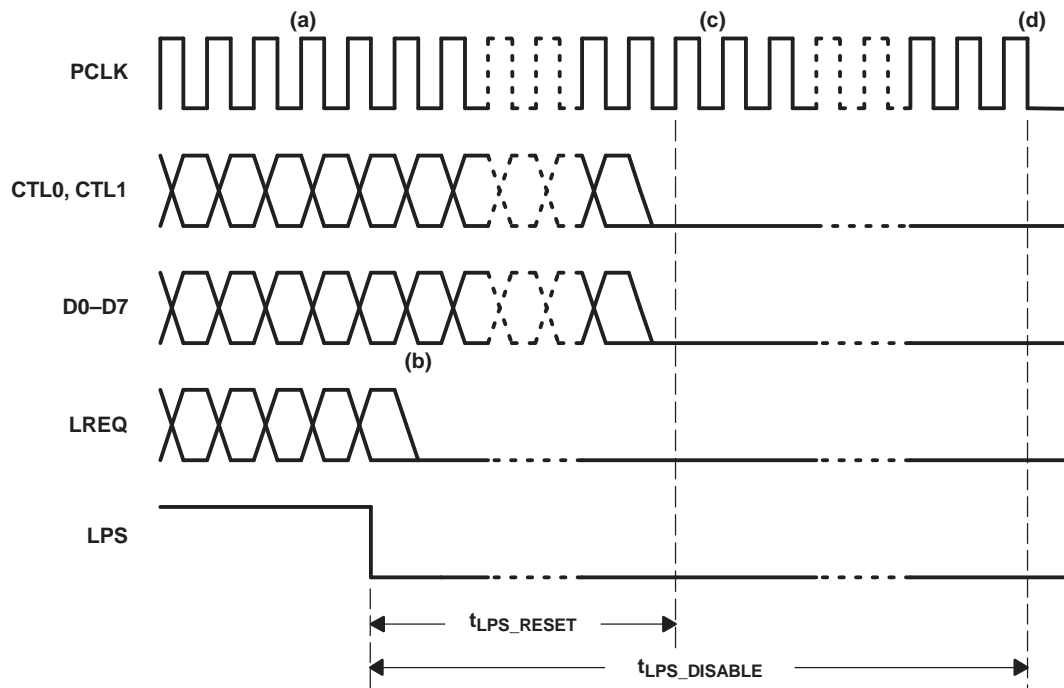 (a) (c) (d)
PCLK
CTL0, CTL1
D0–D7
(b)
LREQ
LPS
tLPS_RESET
tLPS_DISABLE